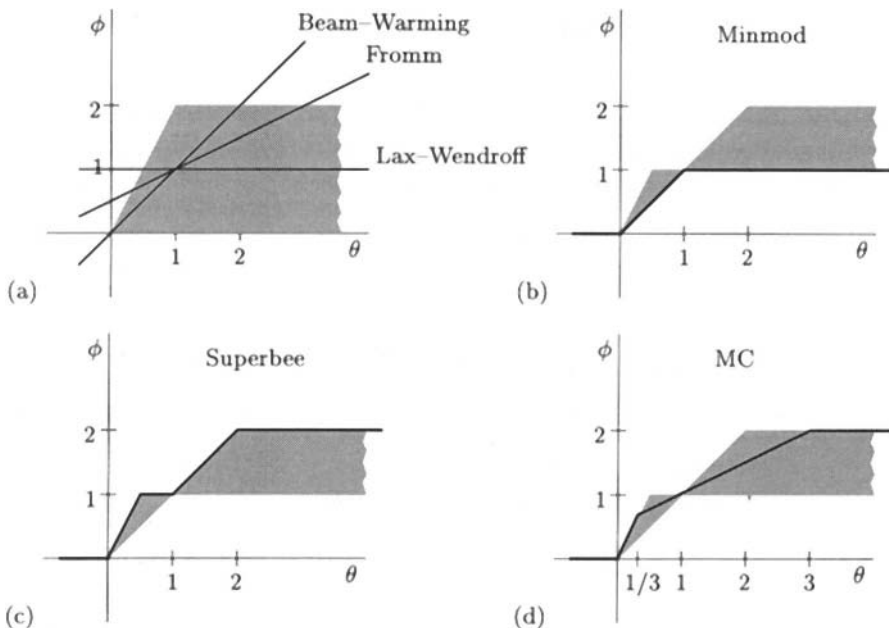 Beam–Warming
ϕ
Fromm
2
Lax–Wendroff
1
1 2 θ
(a)
ϕ
Minmod
2
1
1 2 θ
(b)
ϕ
Superbee
2
1
1 2 θ
(c)
ϕ
MC
2
1
1/3 1 2 3 θ
(d)